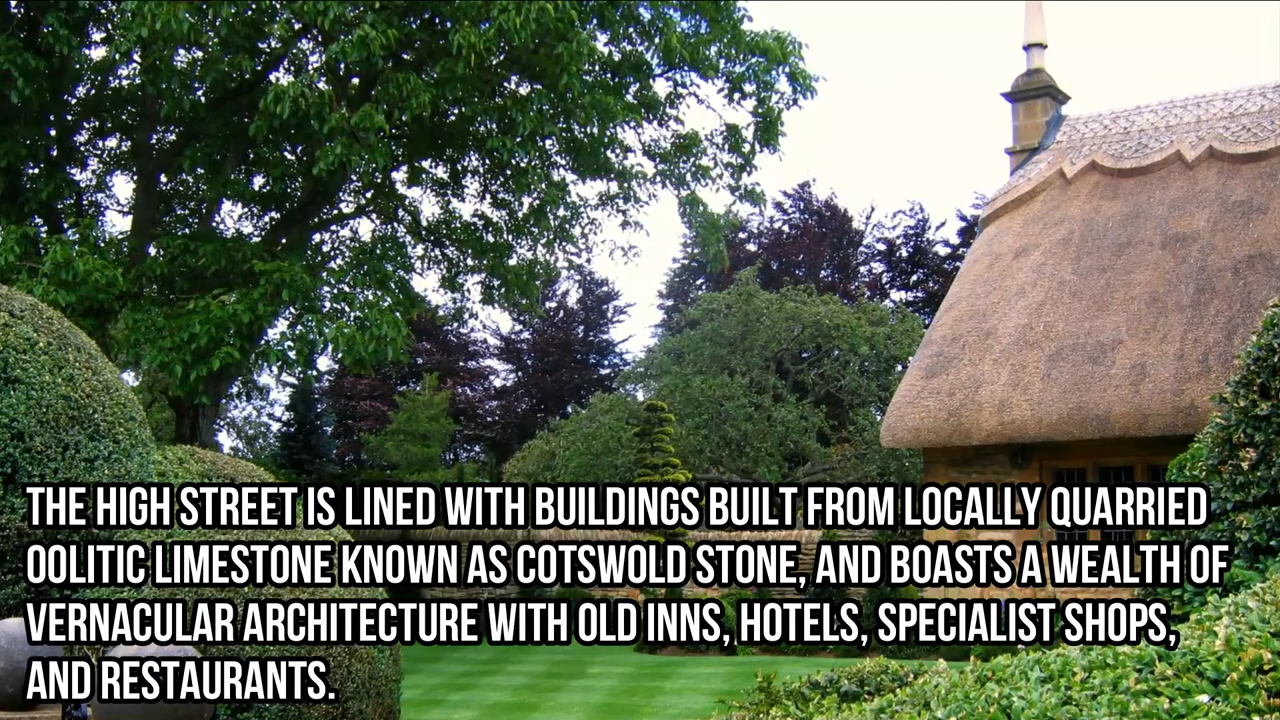 THE HIGH STREET IS LINED WITH BUILDINGS BUILT FROM LOCALLY QUARRIED
OOLITIC LIMESTONE KNOWN AS COTSWOLD STONE, AND BOASTS A WEALTH OF
VERNACULAR ARCHITECTURE WITH OLD INNS, HOTELS, SPECIALIST SHOPS,
AND RESTAURANTS.